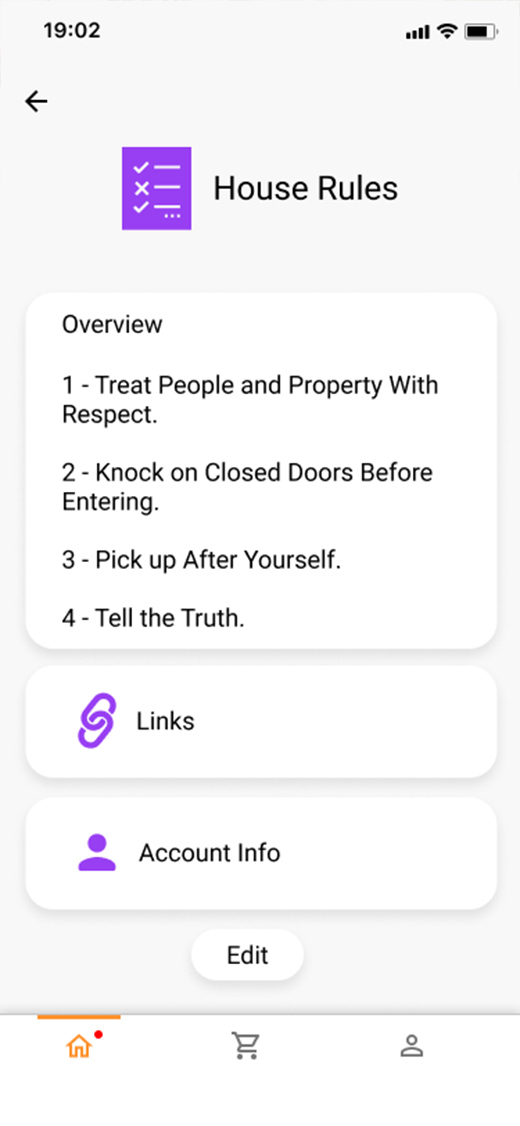 19:02
House Rules
Overview
1 - Treat People and Property With
Respect.
2 - Knock on Closed Doors Before
Entering.
3 - Pick up After Yourself.
4 - Tell the Truth.
Links
Account Info
Edit